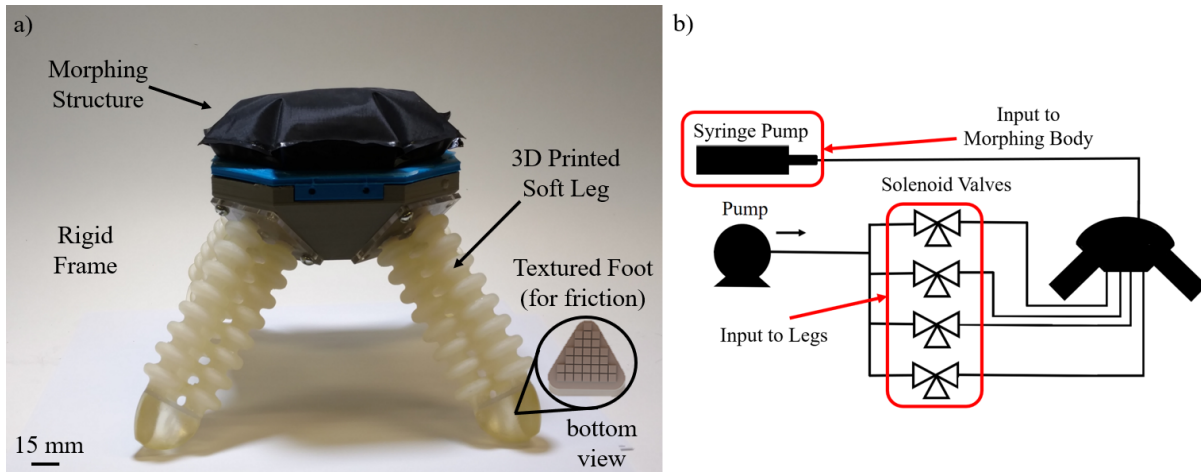 a)
Morphing
Structure
3D Printed
Soft Leg
Rigid
Frame
Textured Foot
(for friction)
bottom
view
15 mm
b)
Input to
Morphing Body
Syringe Pump
Solenoid Valves
Pump
Input to Legs